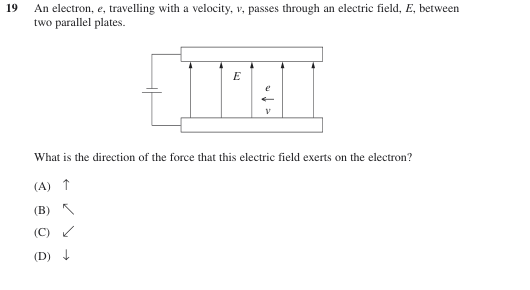 19 An electron, e, travelling with a velocity, v, passes through an electric field, E, between
two parallel plates.
E
e
v
What is the direction of the force that this electric field exerts on the electron?
(A) ↑
(B) ↖
(C) ↙
(D) ↓